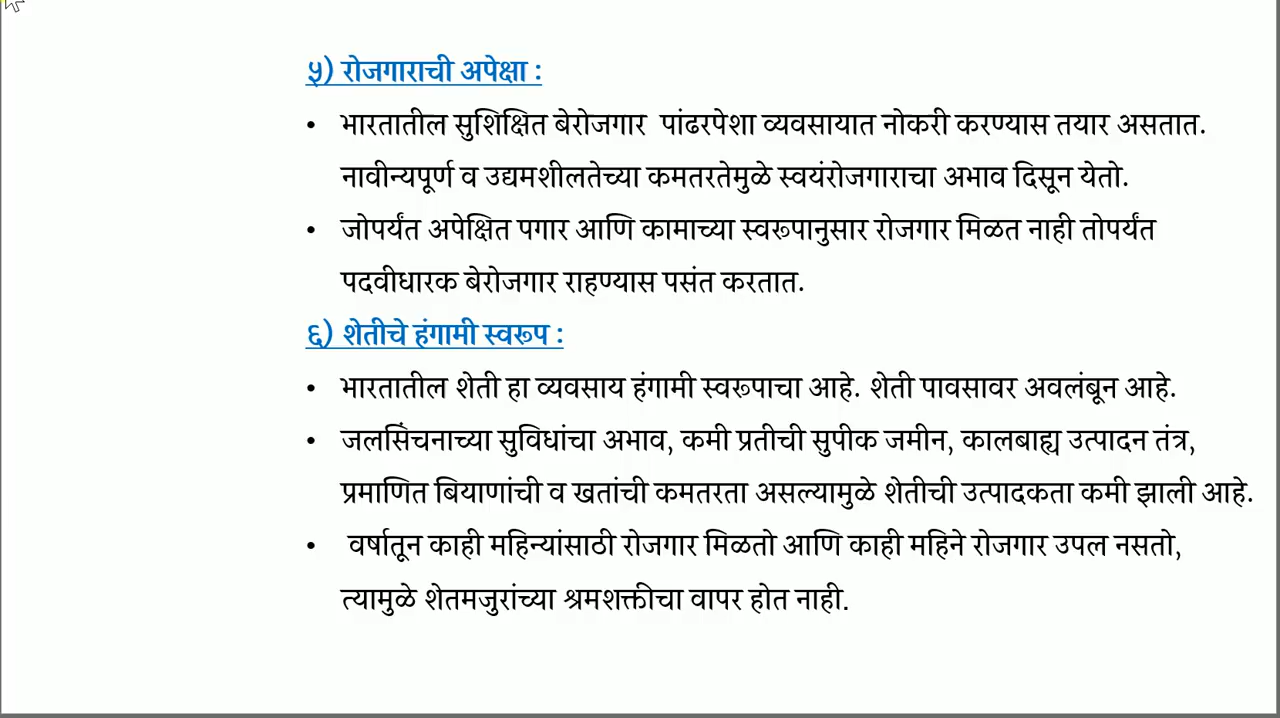 ५) रोजगाराची अपेक्षा :
• भारतातील सुशिक्षित बेरोजगार पांढरपेशा व्यवसायात नोकरी करण्यास तयार असतात.
नावीन्यपूर्ण व उद्यमशीलतेच्या कमतरतेमुळे स्वयंरोजगाराचा अभाव दिसून येतो.
• जोपर्यंत अपेक्षित पगार आणि कामाच्या स्वरूपानुसार रोजगार मिळत नाही तोपर्यंत
पदवीधारक बेरोजगार राहण्यास पसंत करतात.
६) शेतीचे हंगामी स्वरूप :
• भारतातील शेती हा व्यवसाय हंगामी स्वरूपाचा आहे. शेती पावसावर अवलंबून आहे.
• जलसिंचनाच्या सुविधांचा अभाव, कमी प्रतीची सुपीक जमीन, कालबाह्य उत्पादन तंत्र,
प्रमाणित बियाणांची व खतांची कमतरता असल्यामुळे शेतीची उत्पादकता कमी झाली आहे.
• वर्षातून काही महिन्यांसाठी रोजगार मिळतो आणि काही महिने रोजगार उपल नसतो,
त्यामुळे शेतमजुरांच्या श्रमशक्तीचा वापर होत नाही.